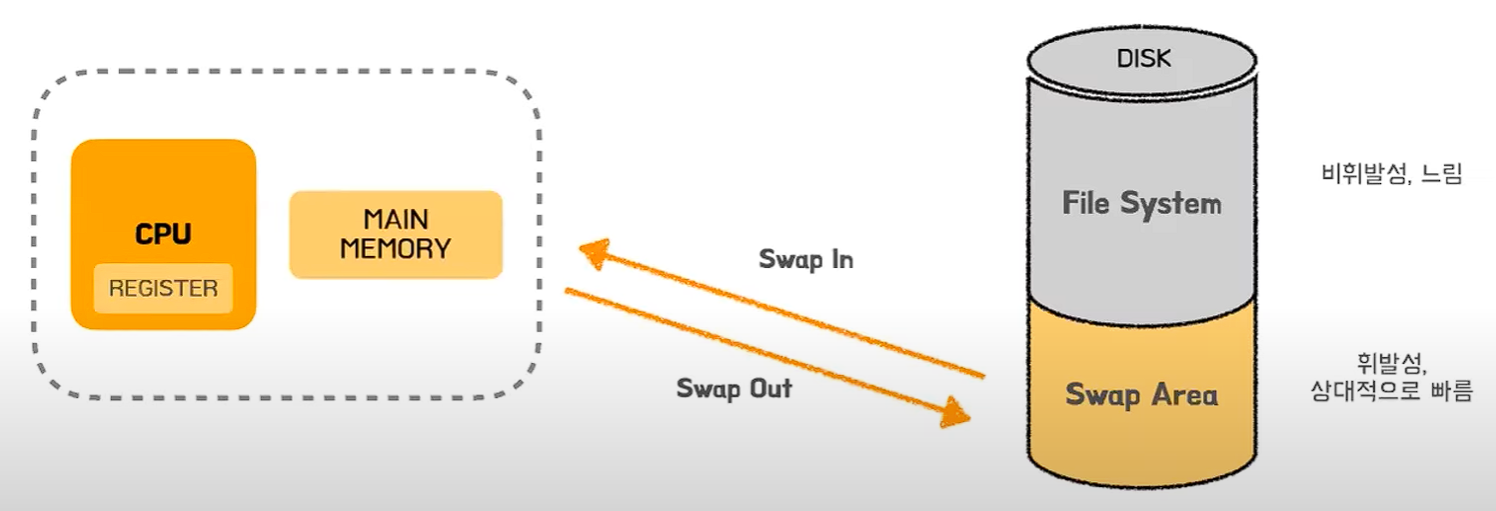 CPU
REGISTER
MAIN
MEMORY
Swap In
Swap Out
DISK
File System
Swap Area
비휘발성, 느림
휘발성,
상대적으로 빠름